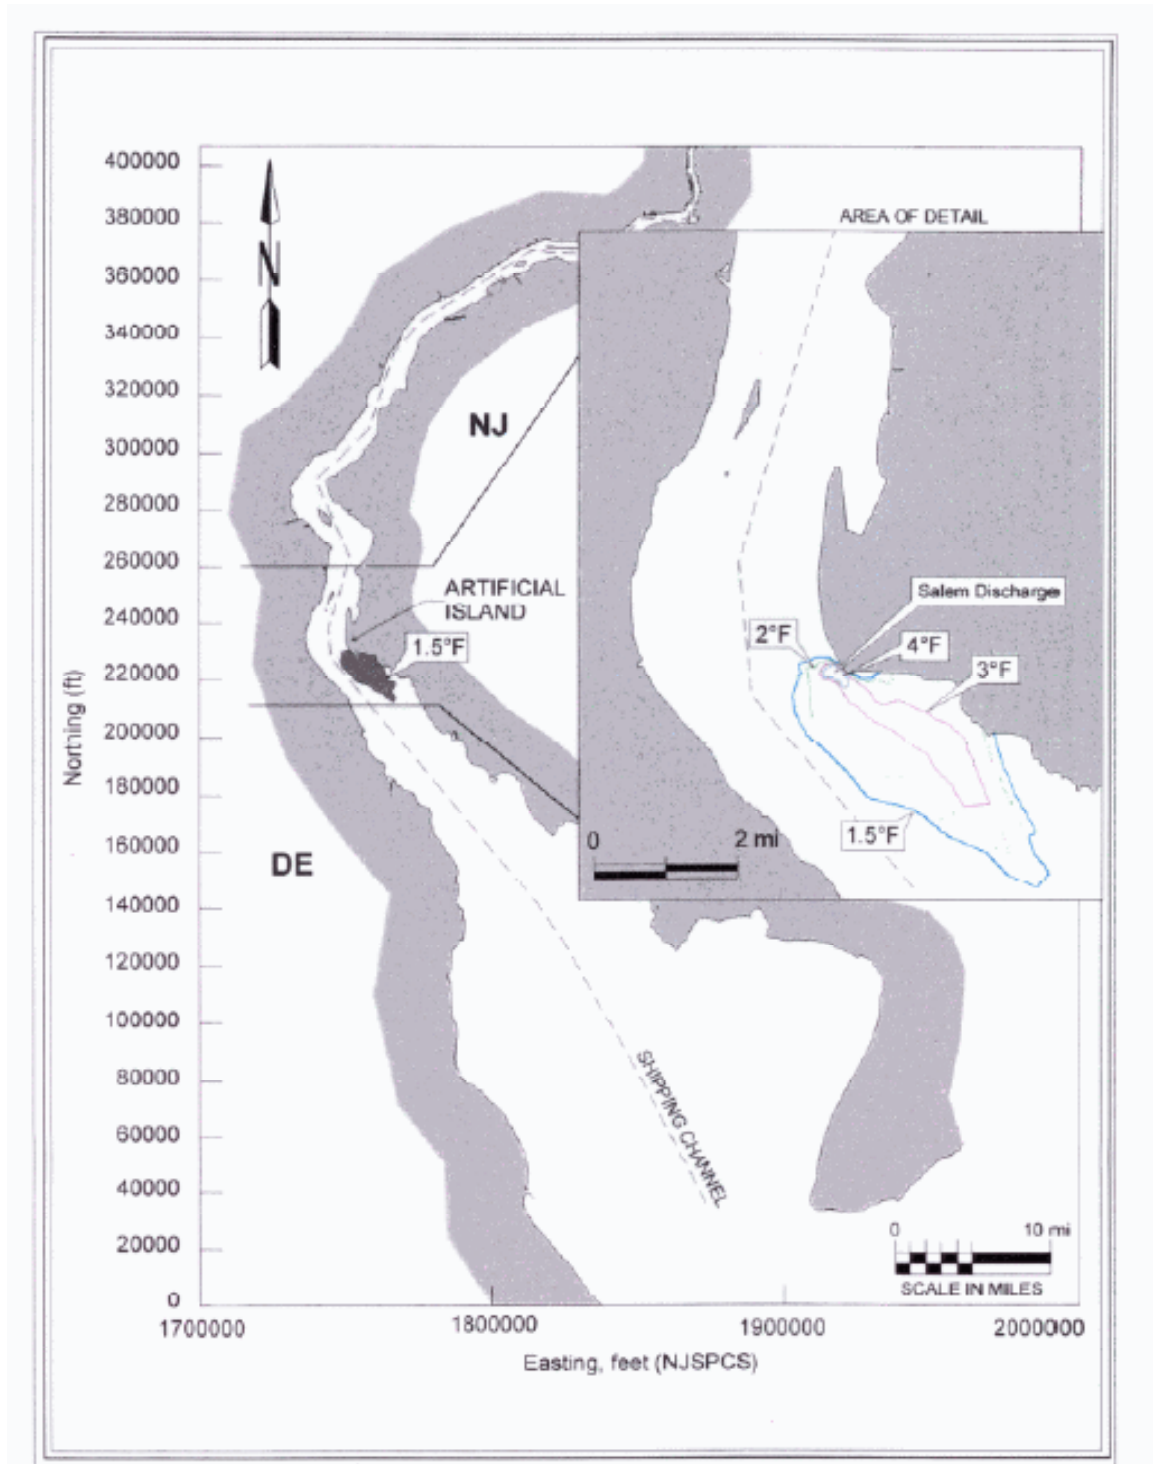 400000
380000
360000
340000
320000
300000
280000
260000
240000
220000
200000
180000
160000
140000
120000
100000
80000
60000
40000
20000
0
Northing (ft)
N
AREA OF DETAIL
NJ
ARTIFICIAL
ISLAND
1.5°F
Salem Discharge
2°F
4°F
3°F
1.5°F
0 2 mi
DE
SHIPPING CHANNEL
0 10 mi
SCALE IN MILES
1700000 1800000 1900000 2000000
Easting, feet (NJSPCS)